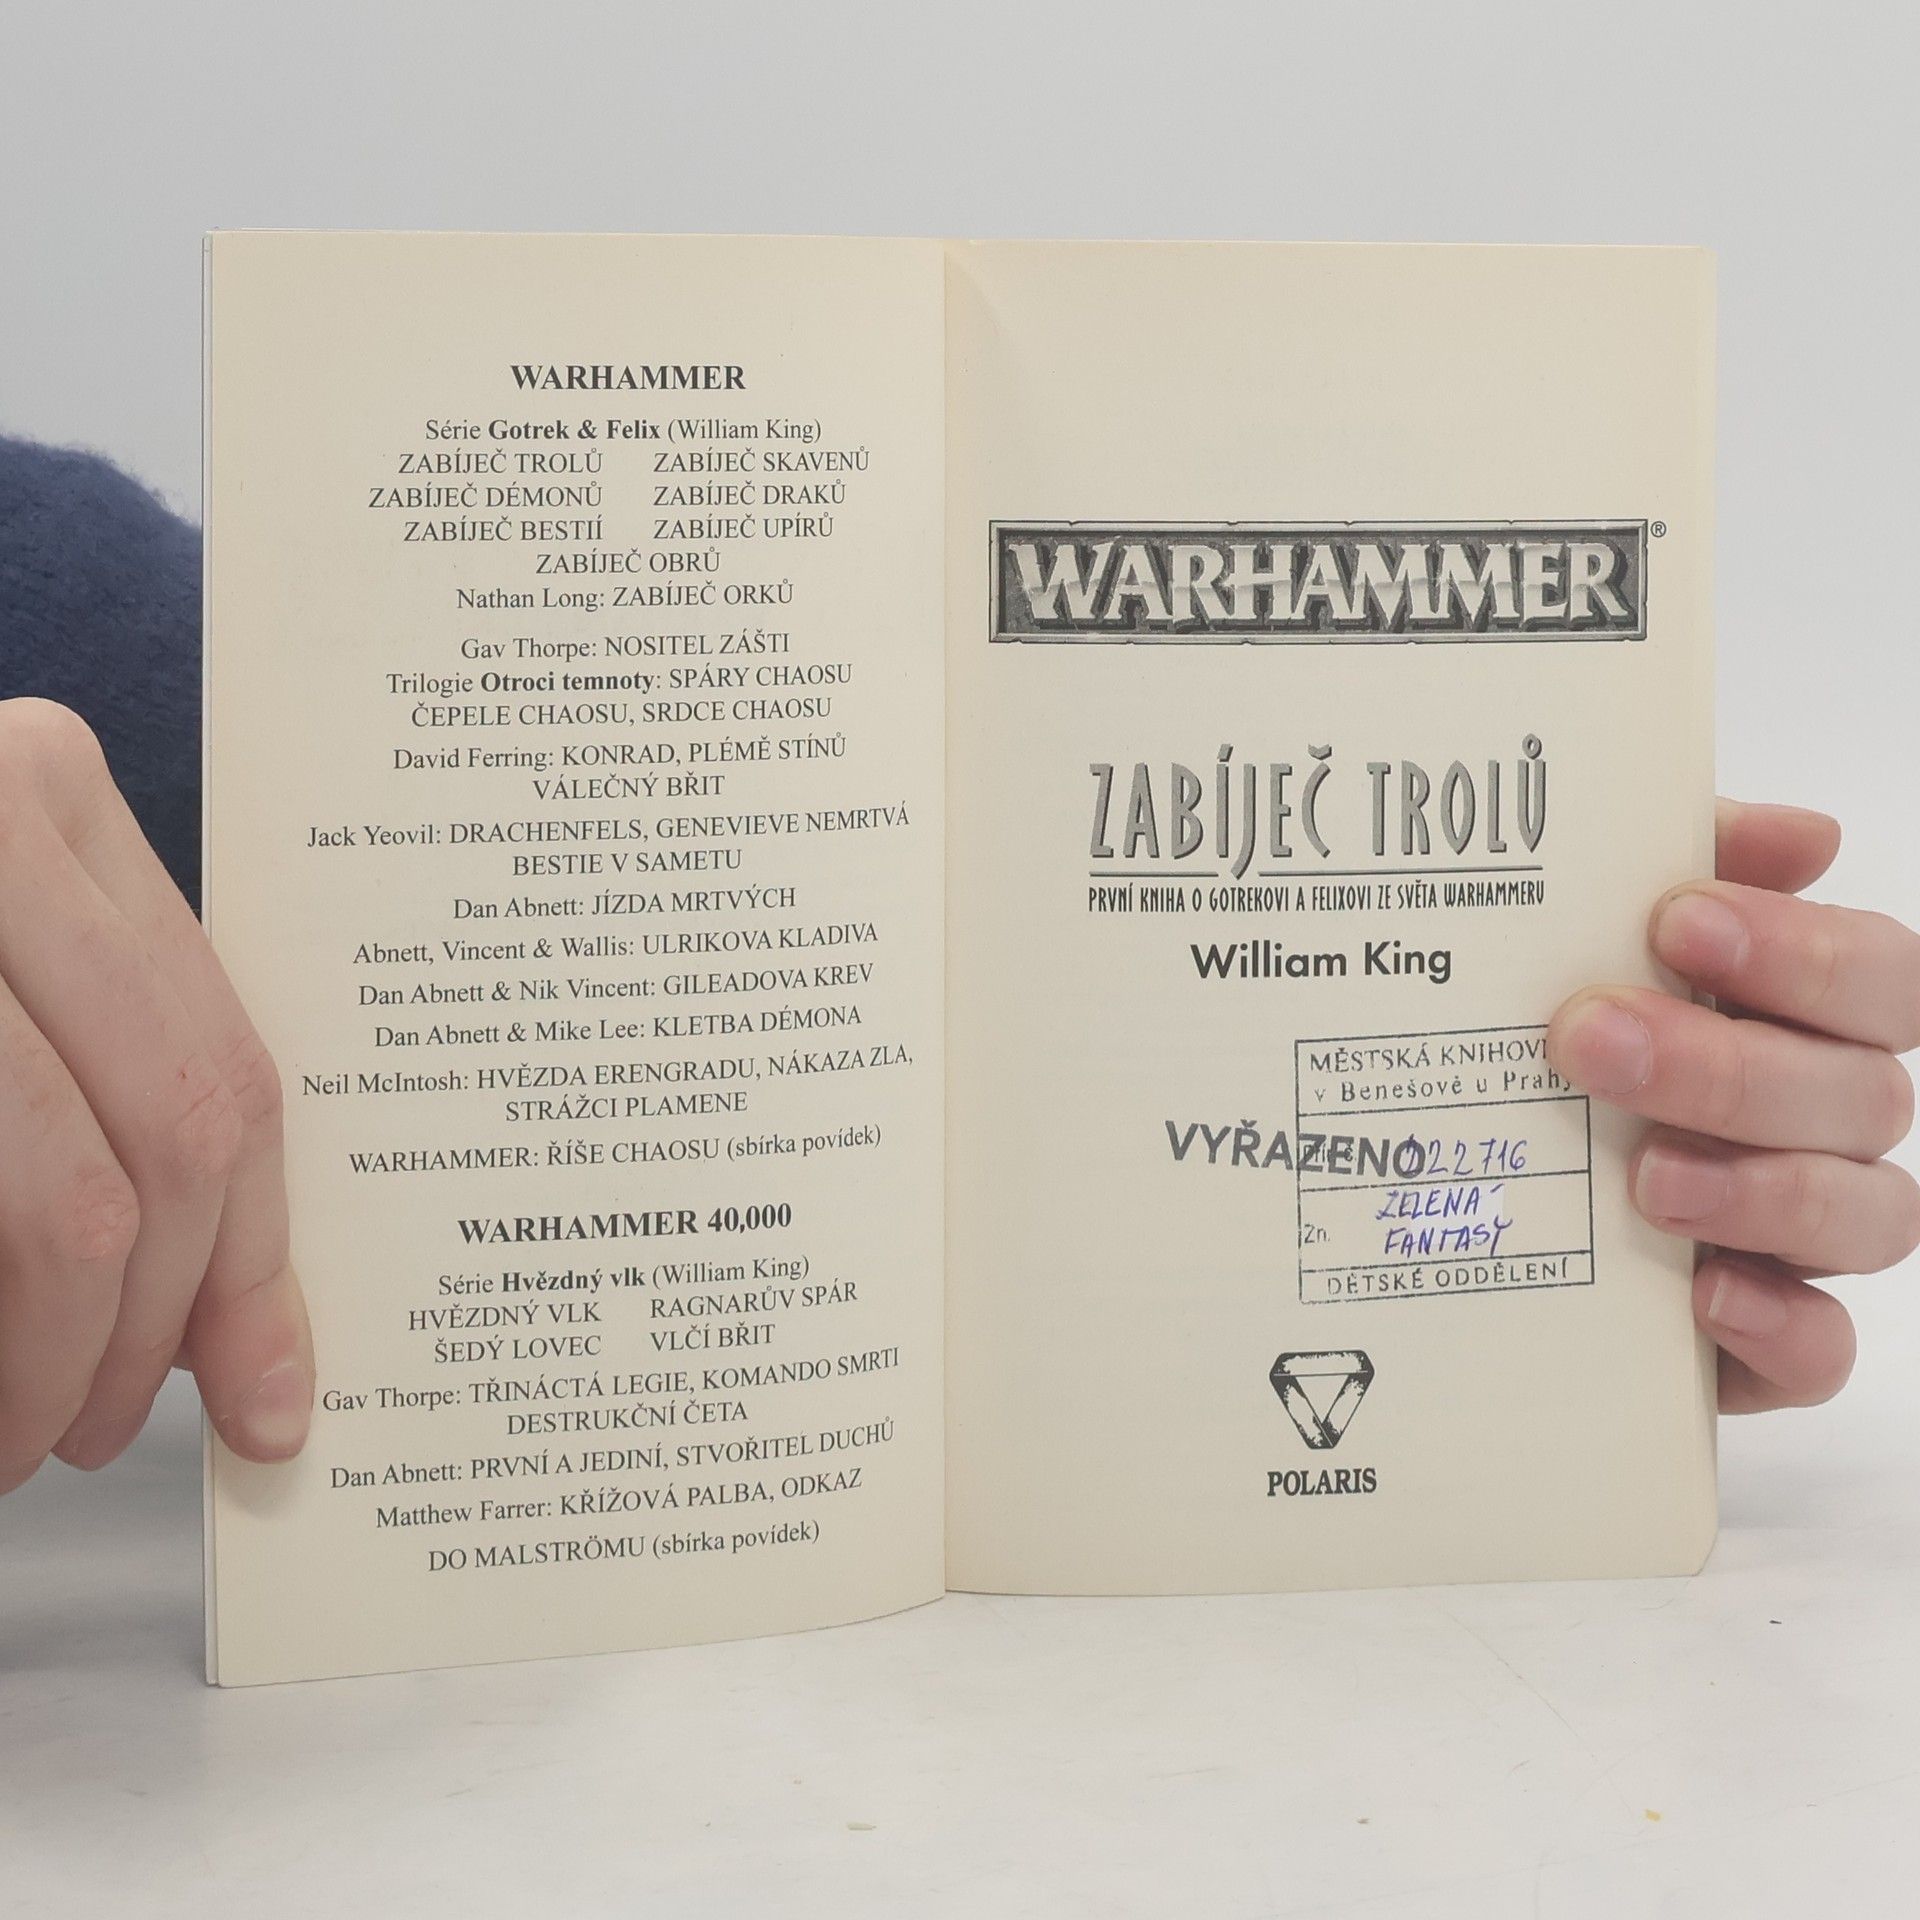 WARHAMMER
Série Gotrek & Felix (William King)
ZABÍJEČ TROLŮ ZABÍJEČ SKAVENŮ
ZABÍJEČ DÉMONŮ ZABÍJEČ DRAKŮ
ZABÍJEČ BESTIÍ ZABÍJEČ UPÍRŮ
ZABÍJEČ OBRŮ
Nathan Long: ZABÍJEČ ORKŮ
Gav Thorpe: NOSITEL ZÁŠTI
Trilogie Otroci temnoty: SPÁRY CHAOSU
ČEPELE CHAOSU, SRDCE CHAOSU
David Ferring: KONRAD, PLÉMĚ STÍNŮ
VÁLEČNÝ BŘIT
Jack Yeovil: DRACHENFELS, GENEVIEVE NEMRTVÁ
BESTIE V SAMETU
Dan Abnett: JÍZDA MRTVÝCH
Abnett, Vincent & Wallis: ULRIKOVA KLADIVA
Dan Abnett & Nik Vincent: GILEADOVA KREV
Dan Abnett & Mike Lee: KLETBA DÉMONA
Neil McIntosh: HVĚZDA ERENGRADU, NÁKAZA ZLA,
STRÁŽCI PLAMENE
WARHAMMER: ŘÍŠE CHAOSU (sbírka povídek)
WARHAMMER 40,000
Série Hvězdný vlk (William King)
HVĚZDNÝ VLK RAGNARŮV SPÁR
ŠEDÝ LOVEC VLČÍ BŘIT
Gav Thorpe: TŘINÁCTÁ LEGIE, KOMANDO SMRTI
DESTRUKČNÍ ČETA
Dan Abnett: PRVNÍ A JEDINÍ, STVOŘITEL DUCHŮ
Matthew Farrer: KŘÍŽOVÁ PALBA, ODKAZ
DO MALSTRÖMU (sbírka povídek)
WARHAMMER®
ZABÍJEČ TROLŮ
PRVNÍ KNIHA O GOTREKOVI A FELIXOVI ZE SVĚTA WARHAMMERU
William King
MĚSTSKÁ KNIHOV
v Benešově u Prahy
VYŘAZENO 22716
ZELENÁ
Zn. FANTASY
DĚTSKÉ ODDĚLENÍ
POLARIS